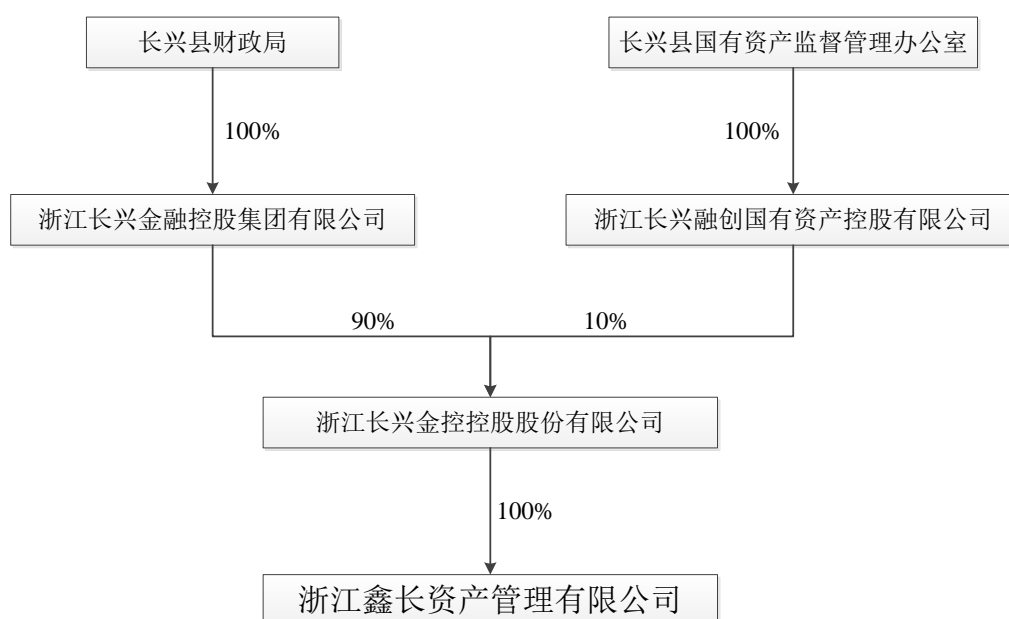 长兴县财政局
长兴县国有资产监督管理办公室
100%
100%
浙江长兴金融控股集团有限公司
浙江长兴融创国有资产控股有限公司
90%
10%
浙江长兴金控控股股份有限公司
100%
浙江鑫长资产管理有限公司